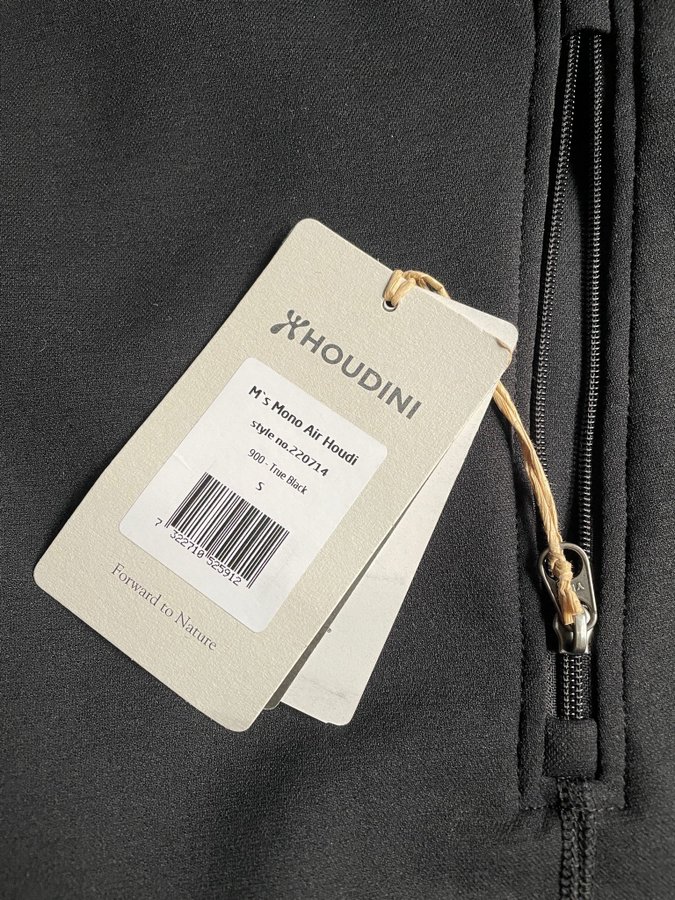 HOUDINI
M`s Mono Air Houdi
style no.220714
900 - True Black
S
7 322710 525912
Forward to Nature